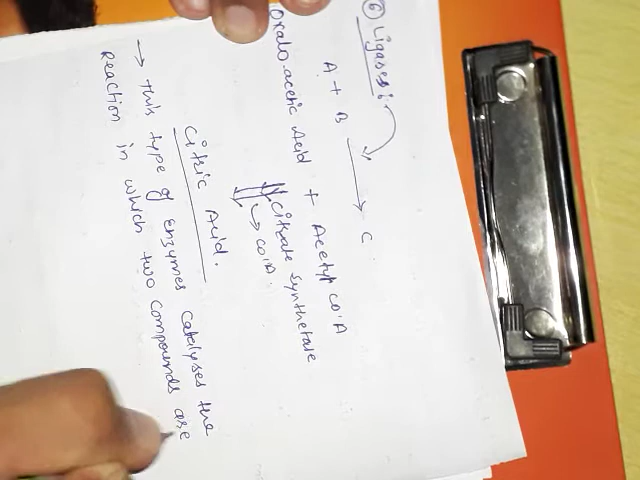 ⑥ Ligases:
A + B → C
Oxalo.acetic Acid + Acetyl CO.A
Citrate Synthetase
→ CO.A.
Citric Acid.
→ This type of enzymes Catalyses the
Reaction in which two Compounds are